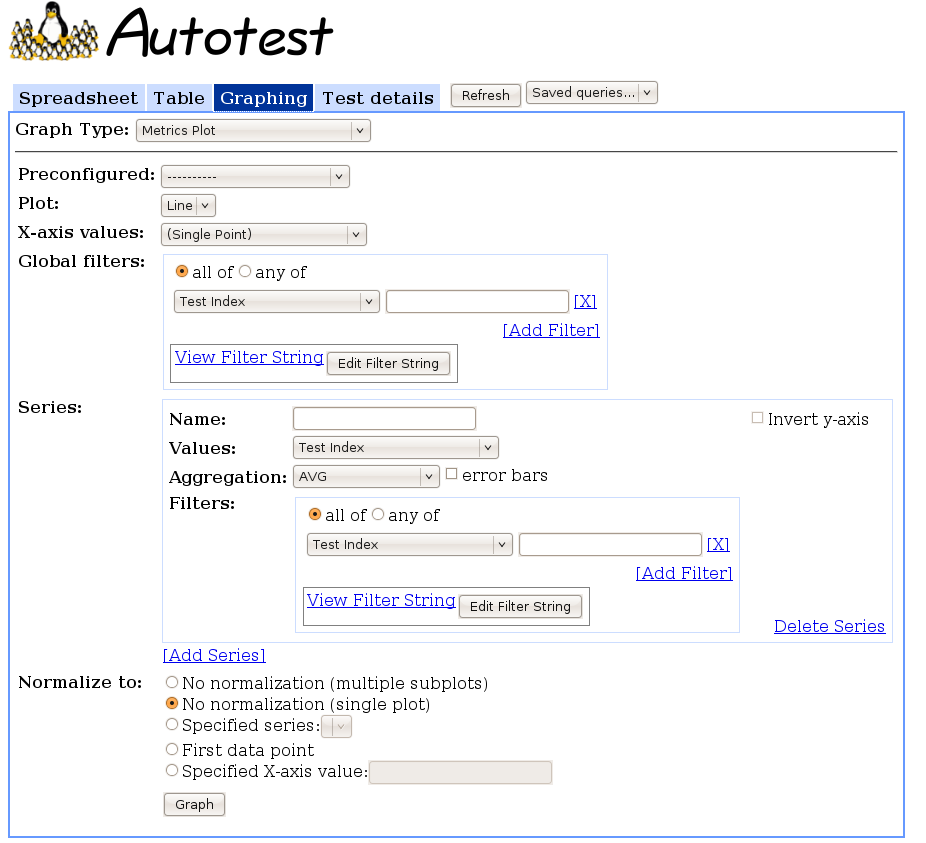 Autotest
Spreadsheet Table Graphing Test details Refresh Saved queries...
Graph Type: Metrics Plot
Preconfigured: ----------
Plot: Line
X-axis values: (Single Point)
Global filters: all of any of
Test Index [X]
[Add Filter]
View Filter String Edit Filter String
Series:
Name: Invert y-axis
Values: Test Index
Aggregation: AVG error bars
Filters: all of any of
Test Index [X]
[Add Filter]
View Filter String Edit Filter String
Delete Series
[Add Series]
Normalize to: No normalization (multiple subplots)
No normalization (single plot)
Specified series:
First data point
Specified X-axis value:
Graph